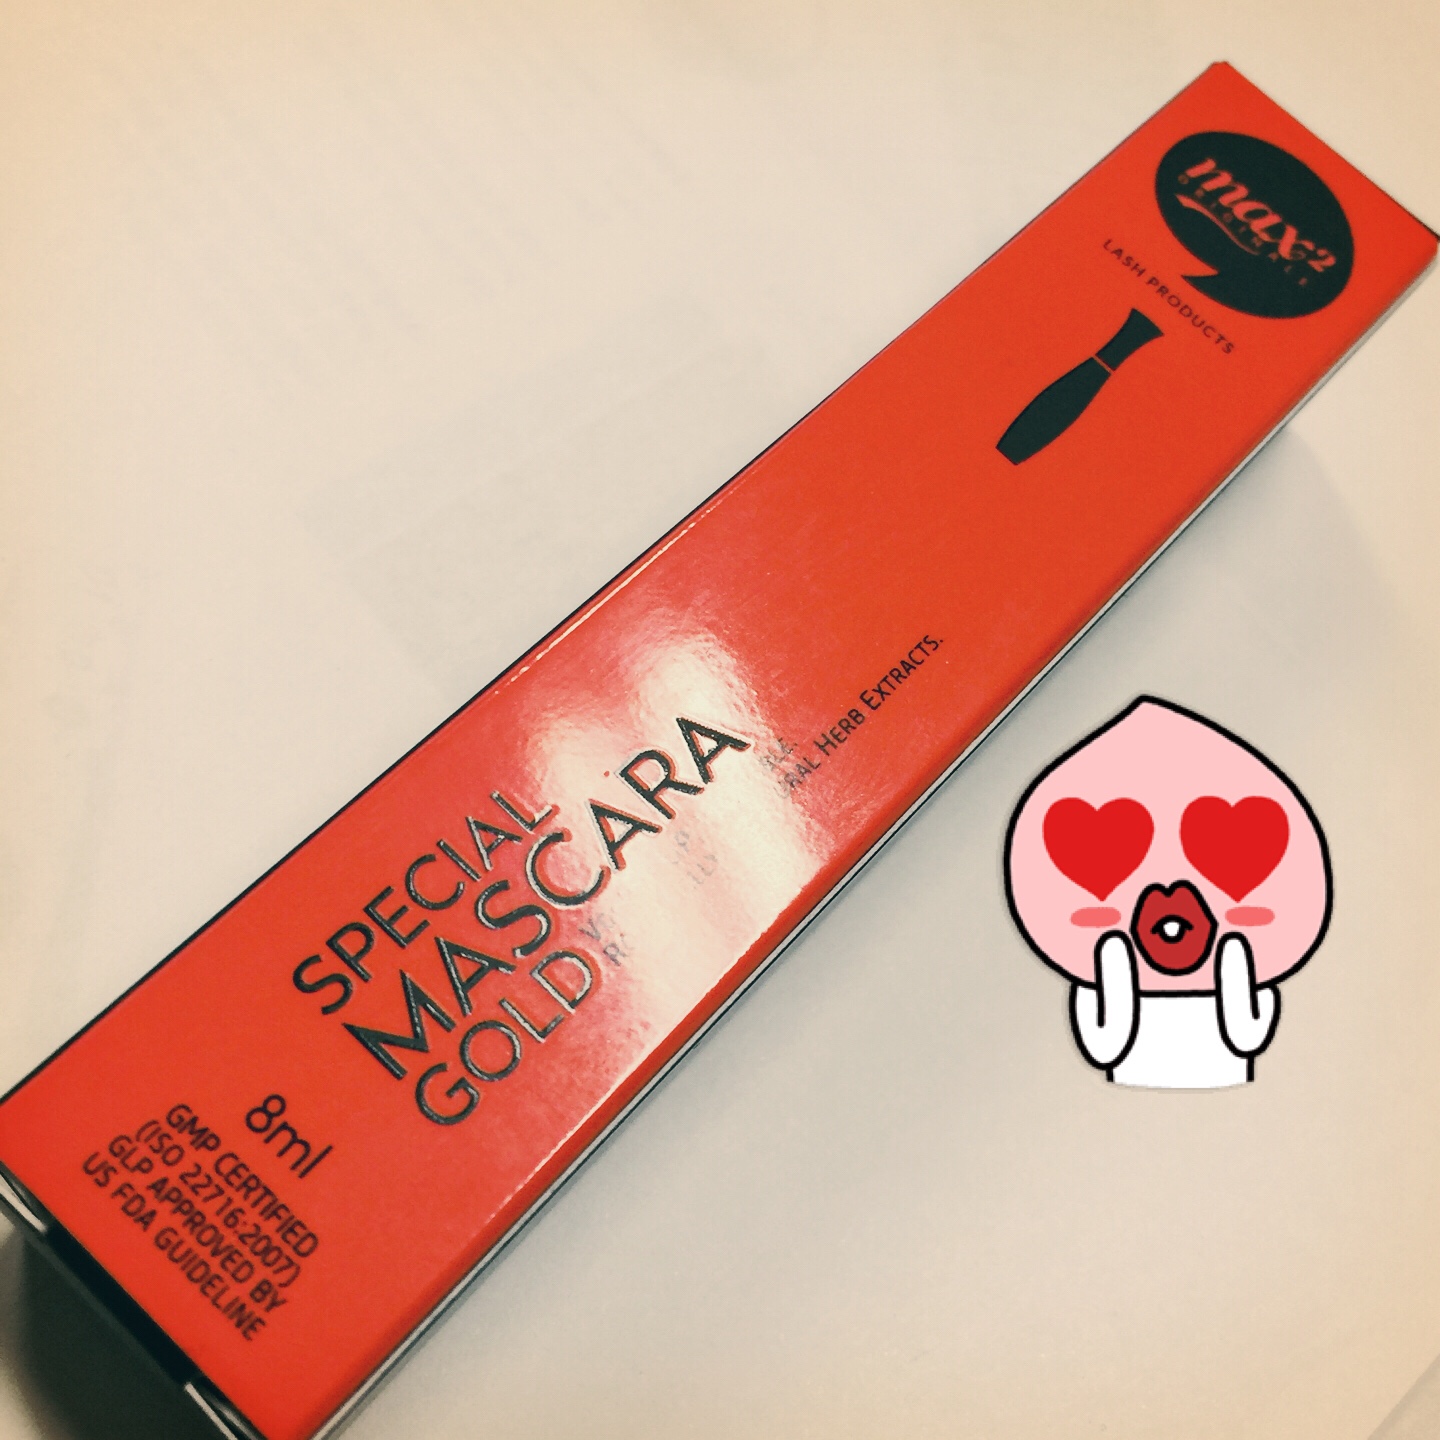 max2
ORIGINALE
LASH PRODUCTS
SPECIAL
MASCARA
GOLD
HERB EXTRACTS.
8ml
GMP CERTIFIED
(ISO 22716:2007)
GLP APPROVED BY
US FDA GUIDELINE